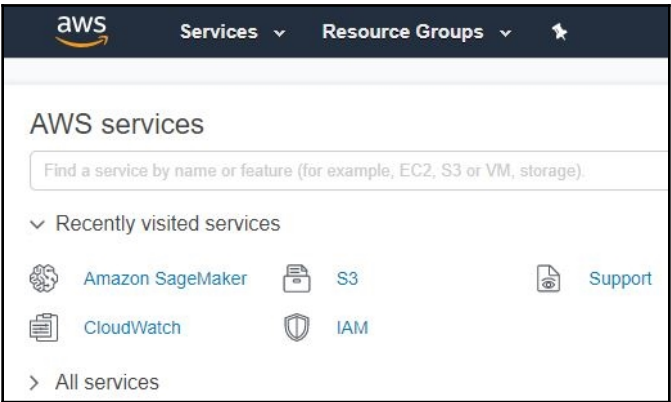 aws Services Resource Groups
AWS services
Find a service by name or feature (for example, EC2, S3 or VM, storage).
Recently visited services
Amazon SageMaker S3 Support
CloudWatch IAM
All services